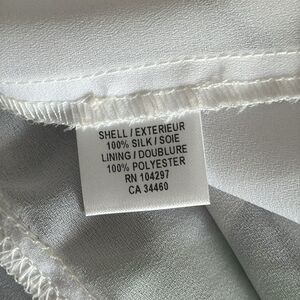 SHELL / EXTERIEUR
100% SILK / SOIE
LINING / DOUBLURE
100% POLYESTER
RN 104297
CA 34460